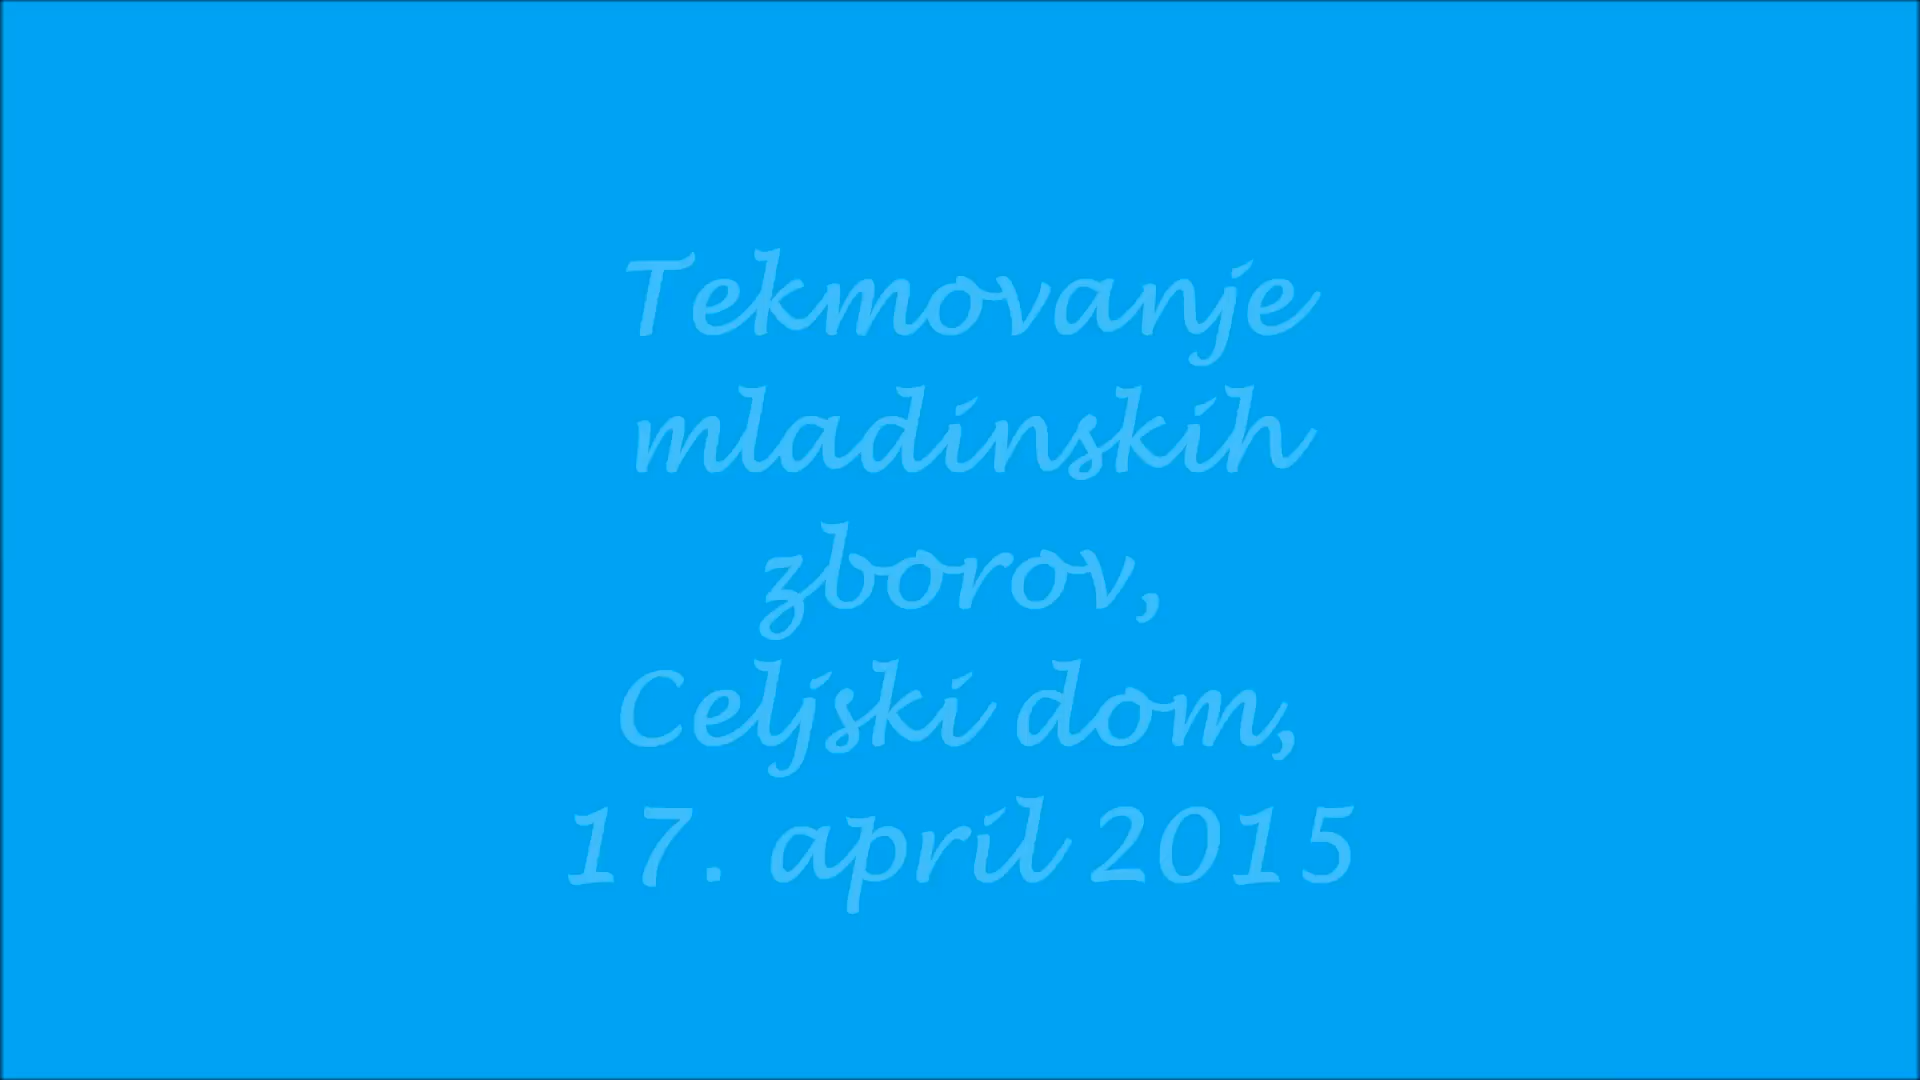 Tekmovanje
mladinskih
zborov,
Celjski dom,
17. april 2015